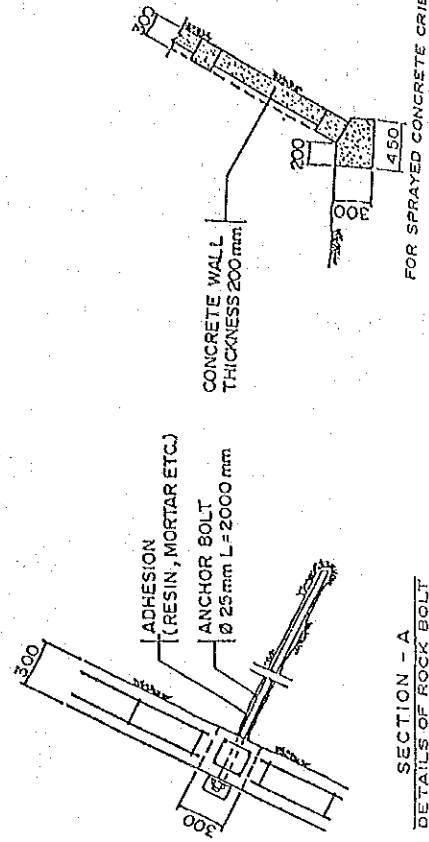 300
ADHESION
(RESIN, MORTAR ETC.)
ANCHOR BOLT
Ø 25mm L=2000 mm
300
SECTION - A
DETAILS OF ROCK BOLT
300
CONCRETE WALL
THICKNESS 200mm
200
300
450
FOR SPRAYED CONCRETE CRIB